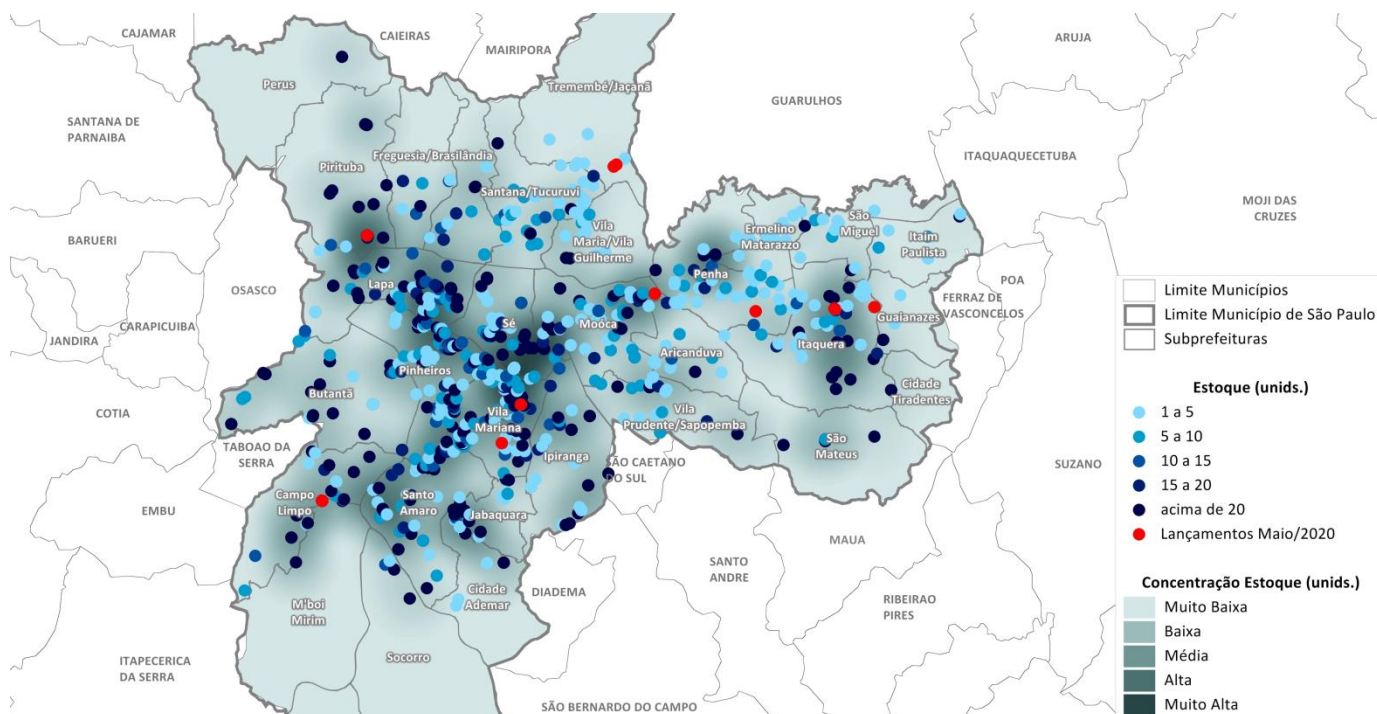 CAJAMAR
CAIEIRAS
MAIRIPORA
ARUJA
Perus
Tremembé/Jaçanã
GUARULHOS
SANTANA DE
PARNAIBA
Pirituba
Freguesia/Brasilândia
ITAQUAQUECETUBA
Santana/Tucuruvi
MOJI DAS
CRUZES
BARUERI
Vila
Maria/Vila
Guilherme
Ermelino
Matarazzo
São
Miguel
Itaim
Paulista
OSASCO
Lapa
Penha
POA
FERRAZ DE
VASCONCELOS
JANDIRA
CARAPICUIBA
Sé
Moóca
Guaianazes
Itaquera
Aricanduva
Pinheiros
Butantã
Cidade
Tiradentes
COTIA
Vila
Mariana
Vila
Prudente/Sapopemba
TABOAO DA
SERRA
Ipiranga
SÃO CAETANO
DO SUL
São
Mateus
SUZANO
EMBU
Campo
Limpo
Santo
Amaro
Jabaquara
MAUA
SANTO
ANDRE
Cidade
Ademar
DIADEMA
M'boi
Mirim
RIBEIRAO
PIRES
Socorro
ITAPECERICA
DA SERRA
SÃO BERNARDO DO CAMPO
Limite Municípios
Limite Município de São Paulo
Subprefeituras
Estoque (unids.)
1 a 5
5 a 10
10 a 15
15 a 20
acima de 20
Lançamentos Maio/2020
Concentração Estoque (unids.)
Muito Baixa
Baixa
Média
Alta
Muito Alta